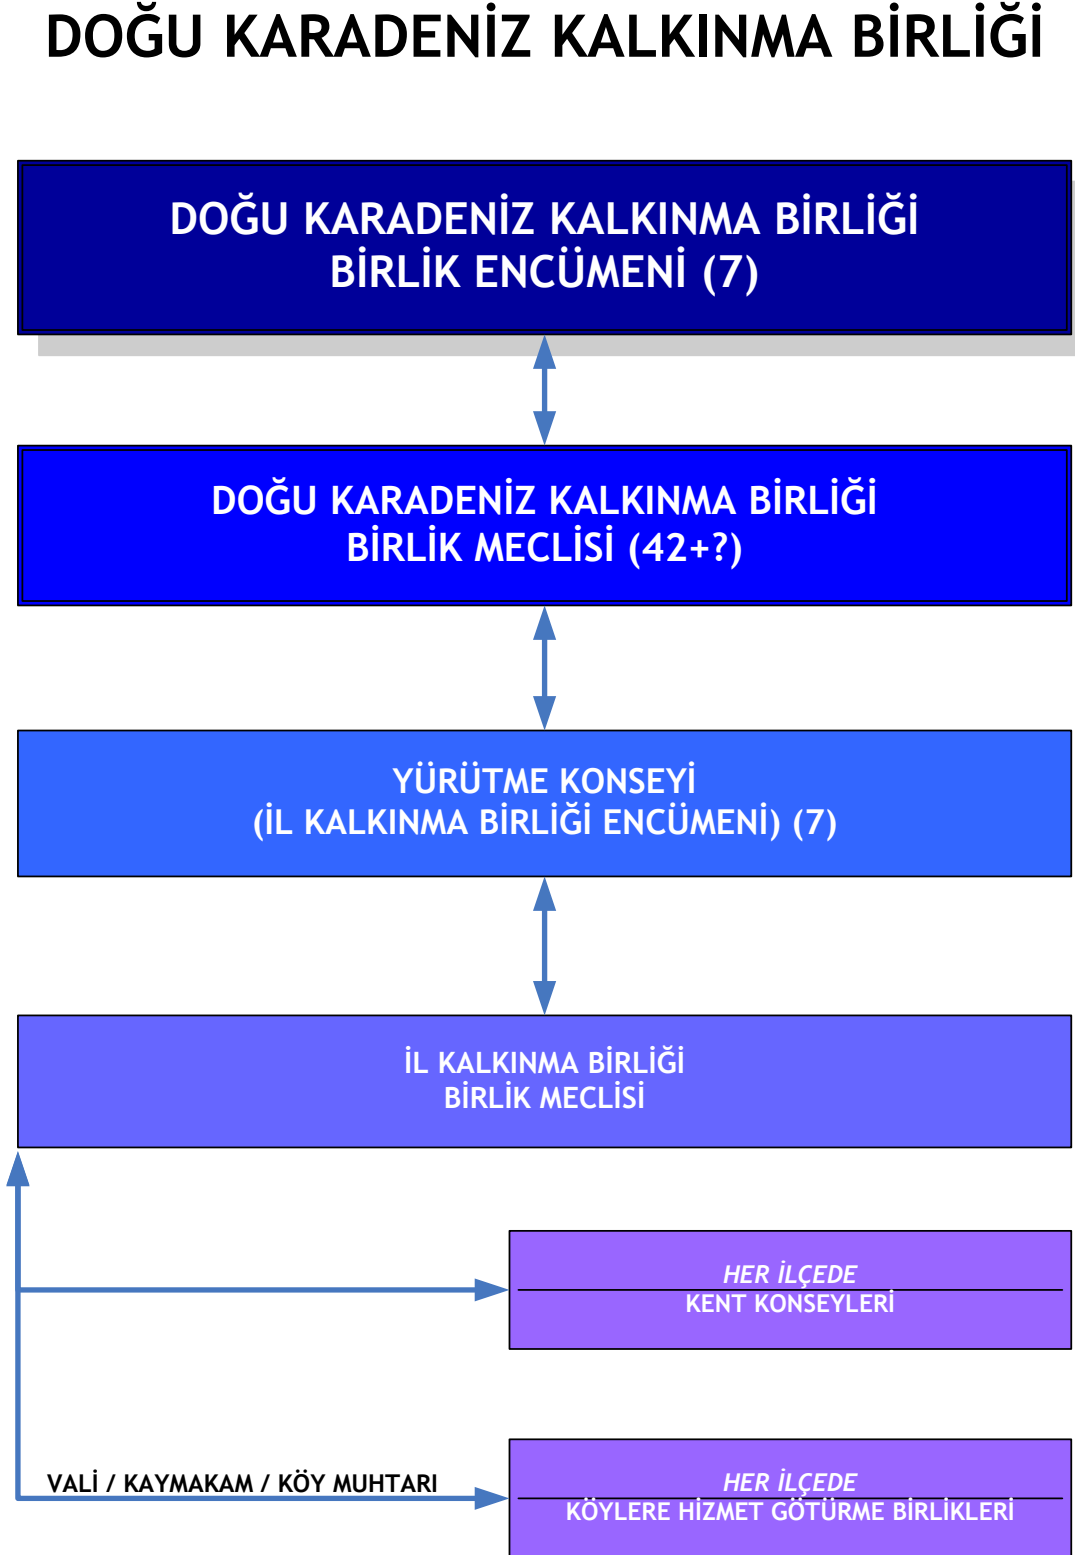 DOĞU KARADENİZ KALKINMA BİRLİĞİ
DOĞU KARADENİZ KALKINMA BİRLİĞİ
BİRLİK ENCÜMENİ (7)
DOĞU KARADENİZ KALKINMA BİRLİĞİ
BİRLİK MECLİSİ (42+?)
YÜRÜTME KONSEYİ
(İL KALKINMA BİRLİĞİ ENCÜMENİ) (7)
İL KALKINMA BİRLİĞİ
BİRLİK MECLİSİ
HER İLÇEDE
KENT KONSEYLERİ
VALİ / KAYMAKAM / KÖY MUHTARI
HER İLÇEDE
KÖYLERE HİZMET GÖTÜRME BİRLİKLERİ